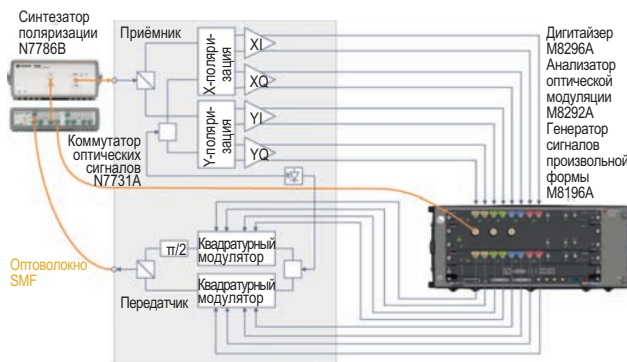 Синтезатор
поляризации
N7786B
Приёмник
X-поляри-
зация
XI
XQ
Y-поляри-
зация
YI
YQ
Коммутатор
оптических
сигналов
N7731A
Дигитайзер
M8296A
Анализатор
оптической
модуляции
M8292A
Генератор
сигналов
произвольной
формы
M8196A
Оптоволокно
SMF
π/2
Квадратурный
модулятор
Квадратурный
модулятор
Передатчик